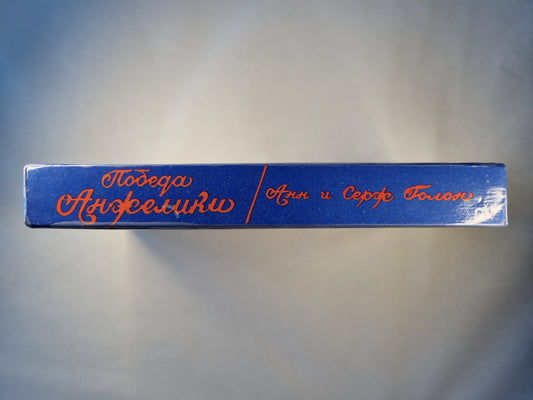 Победа
Анжелики / Анн и Серж Голон